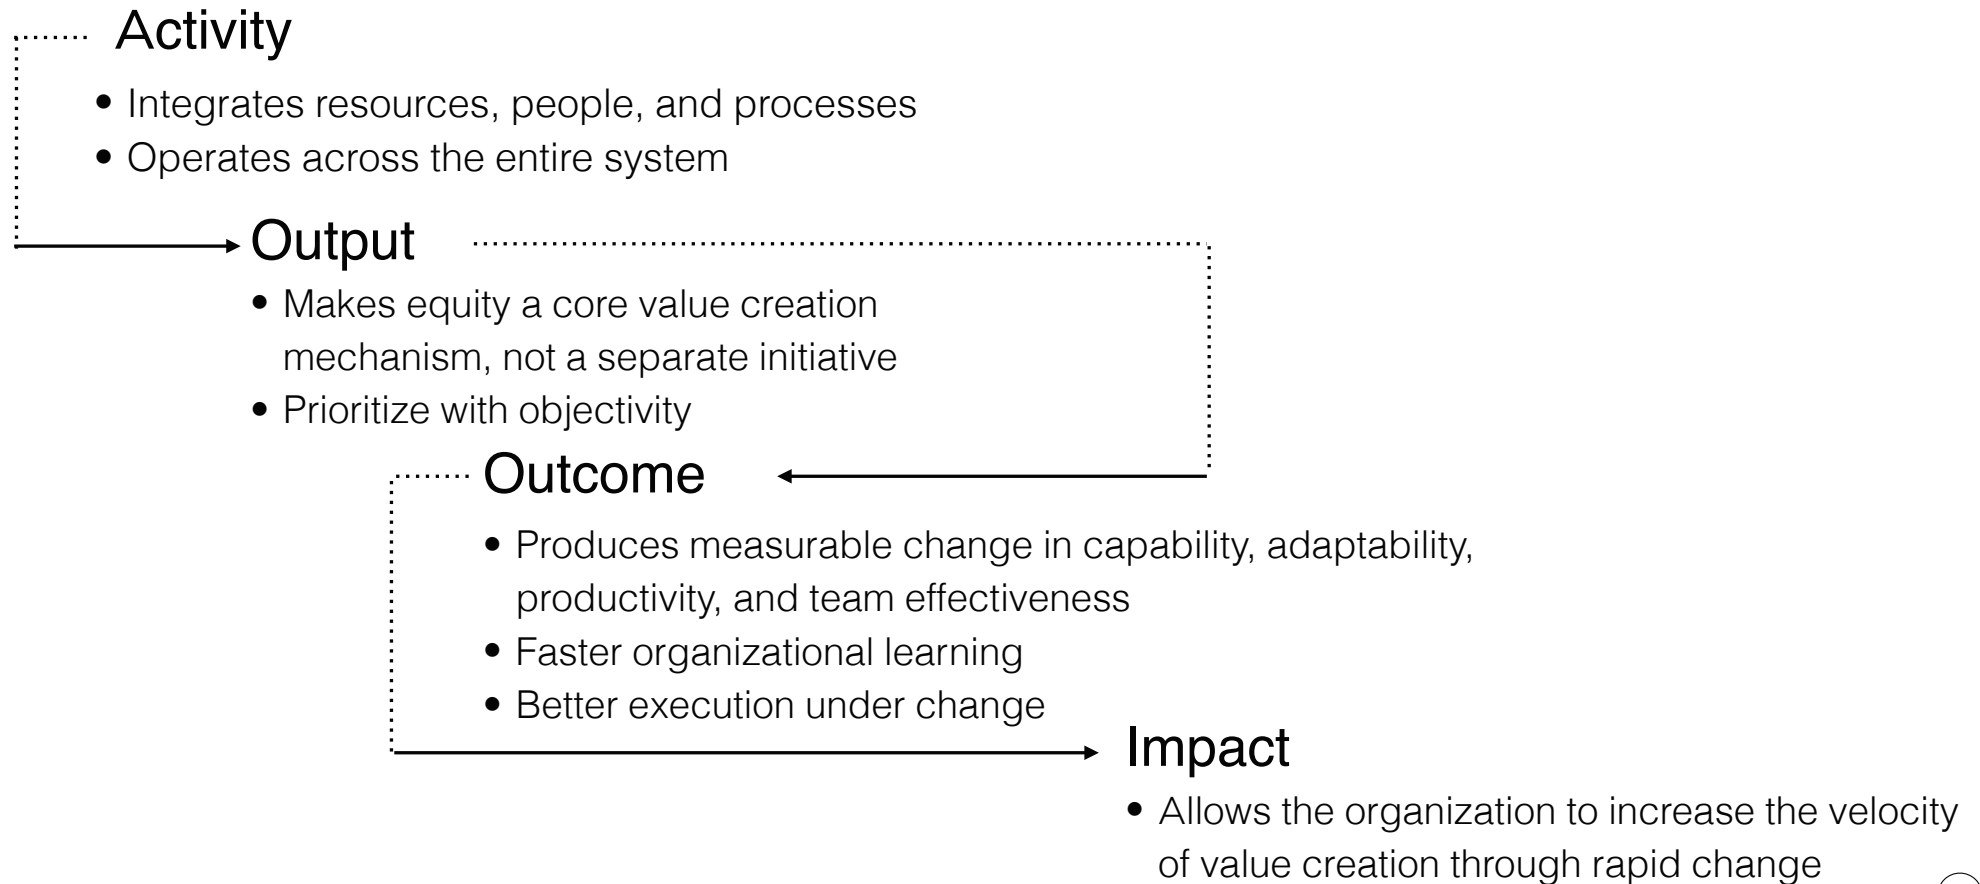 Activity
• Integrates resources, people, and processes
• Operates across the entire system
Output
• Makes equity a core value creation
mechanism, not a separate initiative
• Prioritize with objectivity
Outcome
• Produces measurable change in capability, adaptability,
productivity, and team effectiveness
• Faster organizational learning
• Better execution under change
Impact
• Allows the organization to increase the velocity
of value creation through rapid change